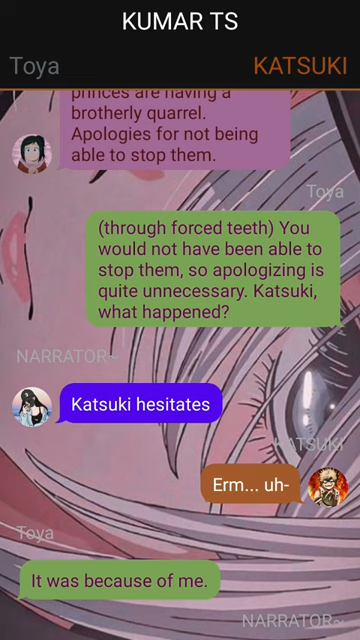 KUMAR TS
Toya
KATSUKI
princes are having a
brotherly quarrel.
Apologies for not being
able to stop them.
Toya
(through forced teeth) You
would not have been able to
stop them, so apologizing is
quite unnecessary. Katsuki,
what happened?
NARRATOR~
Katsuki hesitates
KATSUKI
Erm... uh-
Toya
It was because of me.
NARRATOR~